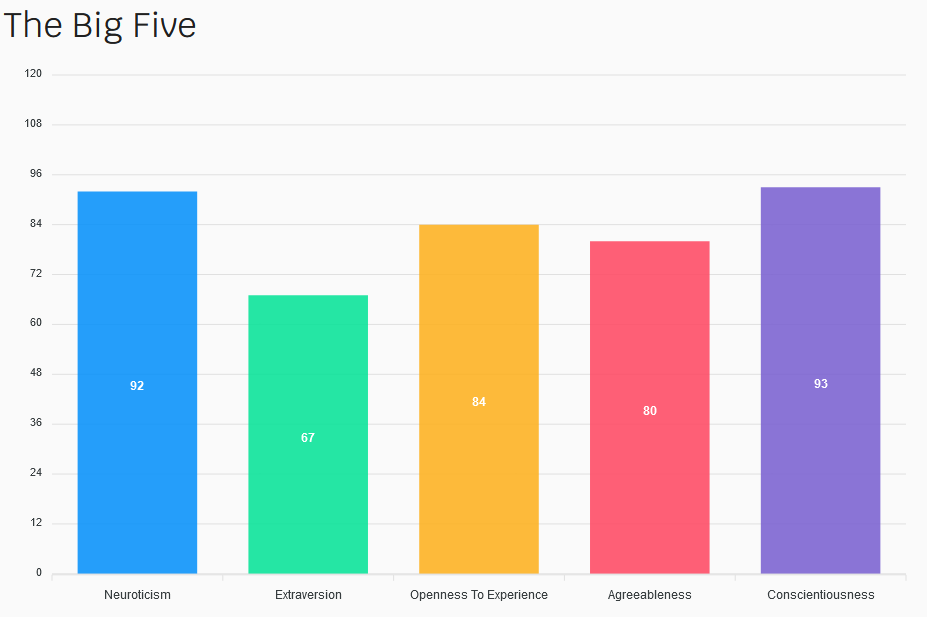 The Big Five
120
108
96
84
72
60
48
36
24
12
0
92
67
84
80
93
Neuroticism
Extraversion
Openness To Experience
Agreeableness
Conscientiousness